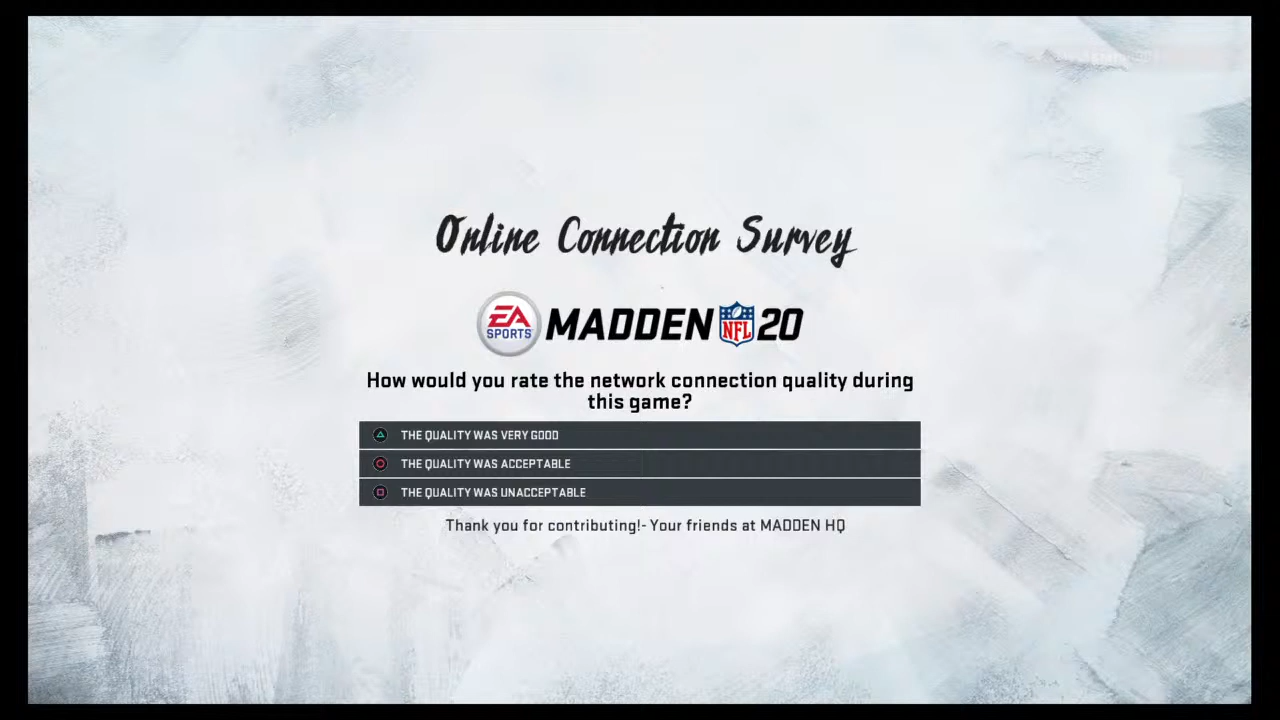 Online Connection Survey
EA SPORTS MADDEN NFL 20
How would you rate the network connection quality during
this game?
THE QUALITY WAS VERY GOOD
THE QUALITY WAS ACCEPTABLE
THE QUALITY WAS UNACCEPTABLE
Thank you for contributing!- Your friends at MADDEN HQ